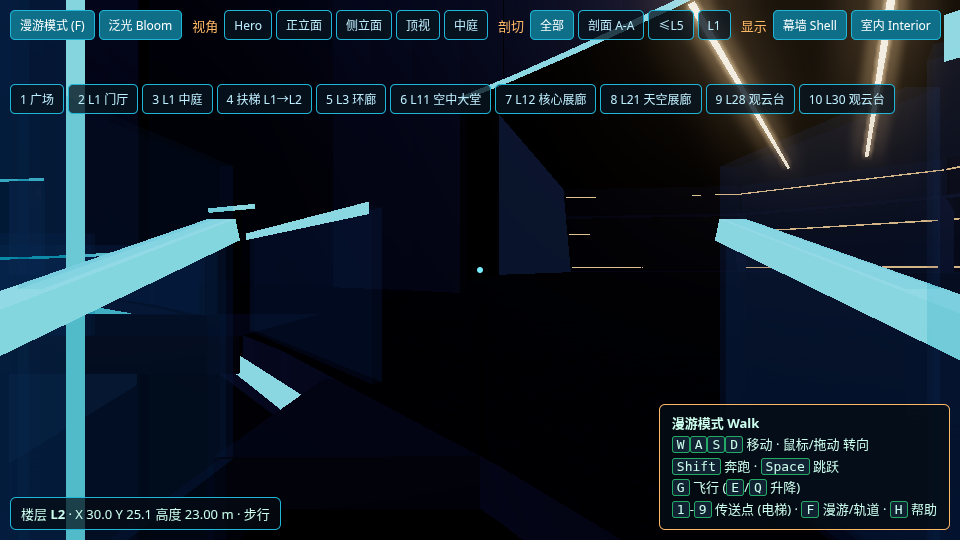 漫游模式 (F) 泛光 Bloom 视角 Hero 正立面 侧立面 顶视 中庭 剖切 全部 剖面 A-A ≤L5 L1 显示 幕墙 Shell 室内 Interior
1 广场 2 L1 门厅 3 L1 中庭 4 扶梯 L1→L2 5 L3 环廊 6 L11 空中大堂 7 L12 核心展廊 8 L21 天空展廊 9 L28 观云台 10 L30 观云台
漫游模式 Walk
W A S D 移动 · 鼠标/拖动 转向
Shift 奔跑 · Space 跳跃
G 飞行 (E/Q 升降)
1-9 传送点 (电梯) · F 漫游/轨道 · H 帮助
楼层 L2 · X 30.0 Y 25.1 高度 23.00 m · 步行